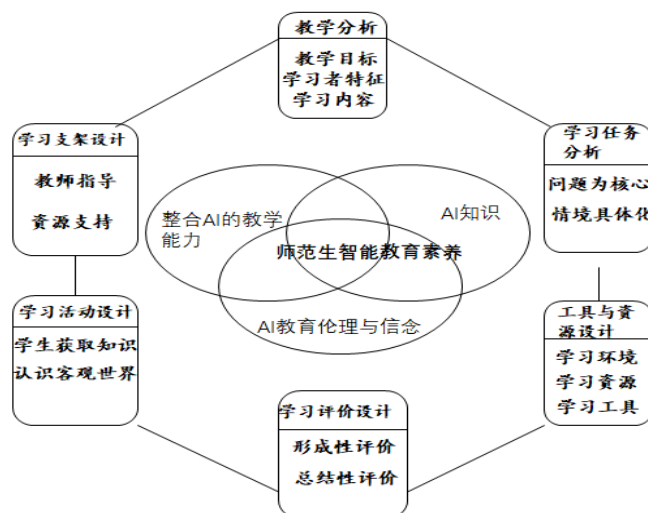 教学分析
教学目标
学习者特征
学习内容
学习支架设计
教师指导
资源支持
学习任务
分析
问题为核心
情境具体化
整合AI的教学
能力
AI知识
师范生智能教育素养
AI教育伦理与信念
学习活动设计
学生获取知识
认识客观世界
工具与资
源设计
学习环境
学习资源
学习工具
学习评价设计
形成性评价
总结性评价